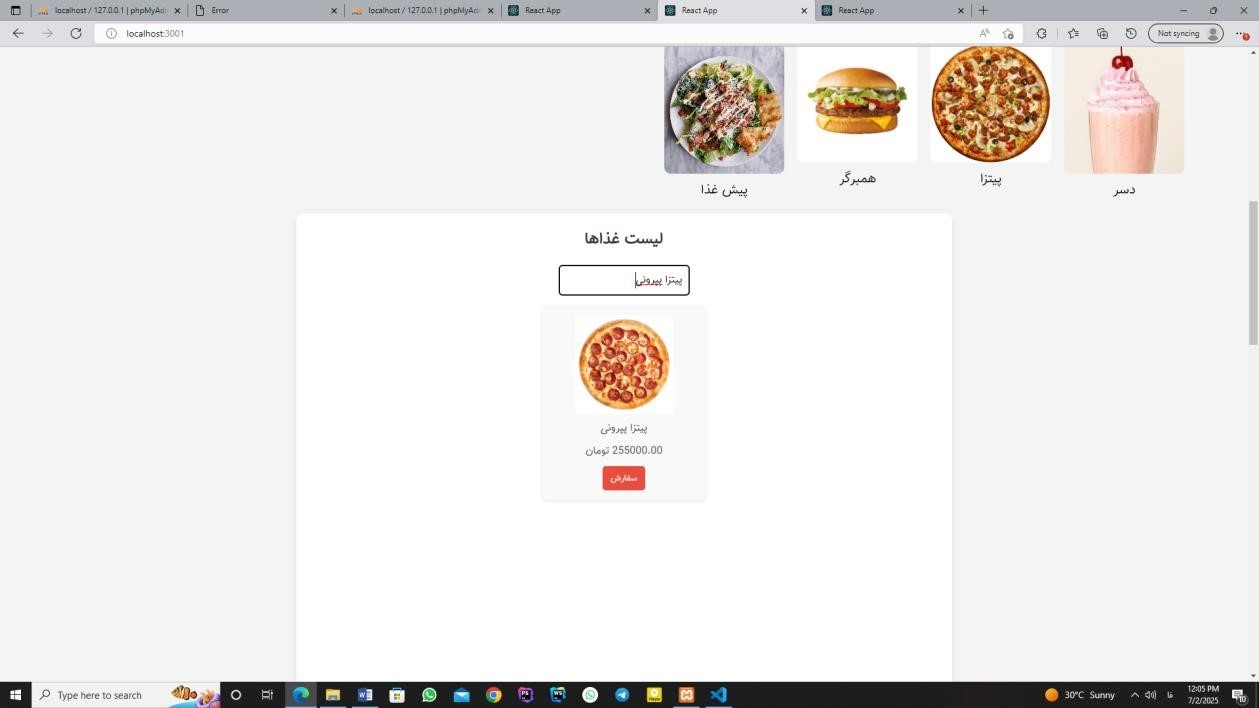 localhost / 127.0.0.1 | phpMyAdm
Error
localhost / 127.0.0.1 | phpMyAdm
React App
React App
React App
localhost:3001
Not syncing
دسر
پیتزا
همبرگر
پیش غذا
لیست غذاها
پیتزا پپرونی
پیتزا پپرونی
255000.00 تومان
سفارش
Type here to search
30°C Sunny
فا
12:05 PM
7/2/2025